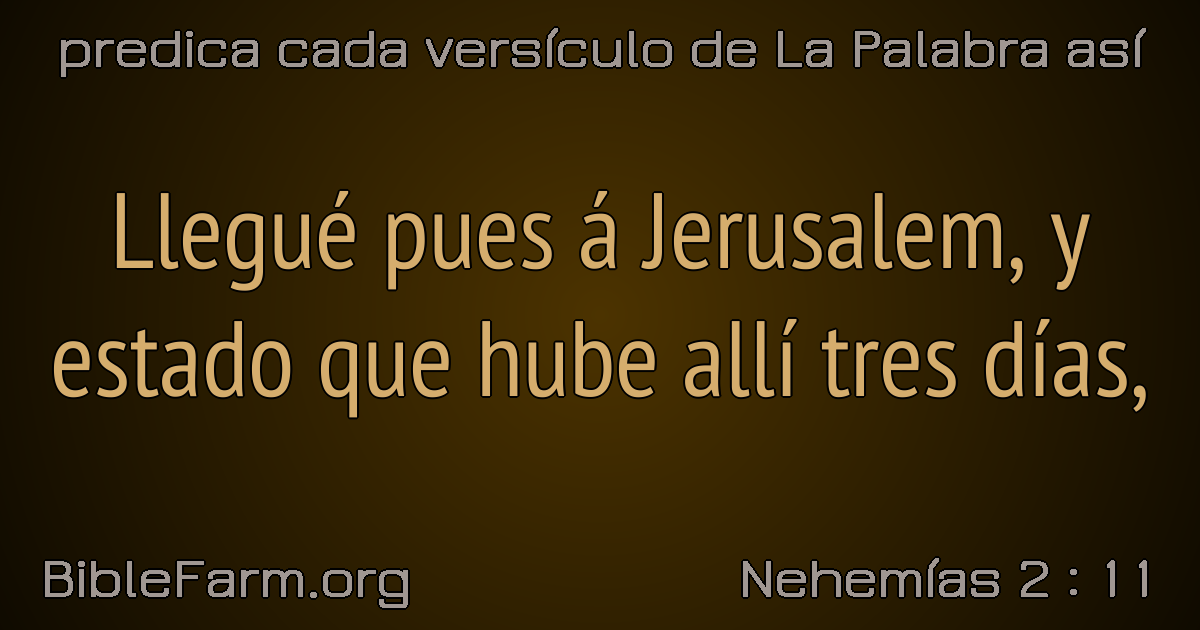 predica cada versículo de La Palabra así
Llegué pues á Jerusalem, y
estado que hube allí tres días,
BibleFarm.org
Nehemías 2 : 11